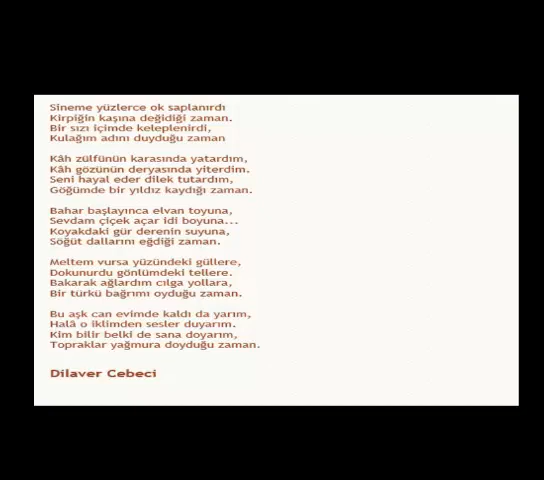 Sineme yüzlerce ok saplanırdı
Kirpiğin kaşına değidiği zaman.
Bir sızı içimde keleplenirdi,
Kulağım adını duyduğu zaman
Kâh zülfünün karasında yatardım,
Kâh gözünün deryasında yiterdim.
Seni hayal eder dilek tutardım,
Göğümde bir yıldız kaydığı zaman.
Bahar başlayınca elvan toyuna,
Sevdam çiçek açar idi boyuna...
Koyakdaki gür derenin suyuna,
Söğüt dallarını eğdiği zaman.
Meltem vursa yüzündeki güllere,
Dokunurdu gönlümdeki tellere.
Bakarak ağlardım cılga yollara,
Bir türkü bağrımı oyduğu zaman.
Bu aşk can evimde kaldı da yarım,
Halâ o iklimden sesler duyarım.
Kim bilir belki de sana doyarım,
Topraklar yağmura doyduğu zaman.
Dilaver Cebeci